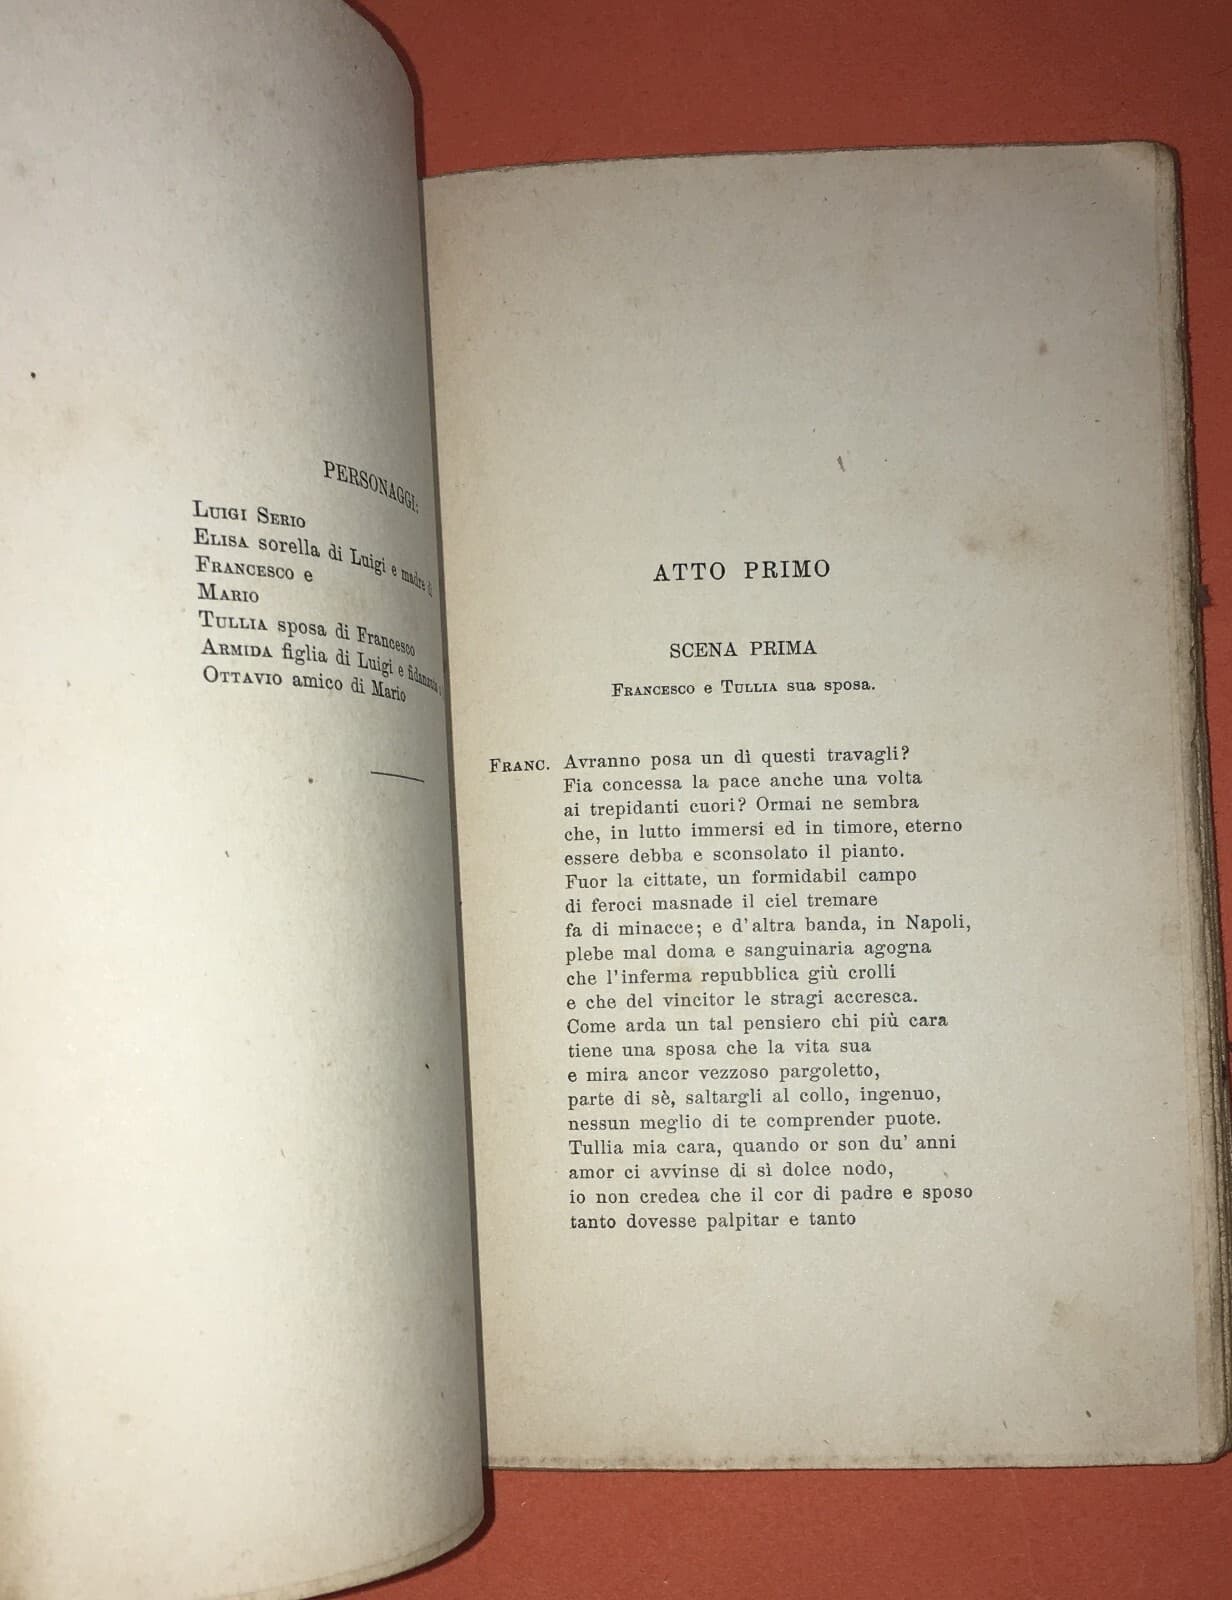 PERSONAGGI:
LUIGI SERIO
ELISA sorella di Luigi e madre di
FRANCESCO e
MARIO
TULLIA sposa di Francesco
ARMIDA figlia di Luigi e fidanzata
OTTAVIO amico di Mario
ATTO PRIMO
SCENA PRIMA
FRANCESCO e TULLIA sua sposa.
FRANC. Avranno posa un dì questi travagli?
Fia concessa la pace anche una volta
ai trepidanti cuori? Ormai ne sembra
che, in lutto immersi ed in timore, eterno
essere debba e sconsolato il pianto.
Fuor la cittate, un formidabil campo
di feroci masnade il ciel tremare
fa di minacce; e d'altra banda, in Napoli,
plebe mal doma e sanguinaria agogna
che l'inferma repubblica giù crolli
e che del vincitor le stragi accresca.
Come arda un tal pensiero chi più cara
tiene una sposa che la vita sua
e mira ancor vezzoso pargoletto,
parte di sè, saltargli al collo, ingenuo,
nessun meglio di te comprender puote.
Tullia mia cara, quando or son du' anni
amor ci avvinse di sì dolce nodo,
io non credea che il cor di padre e sposo
tanto dovesse palpitar e tanto